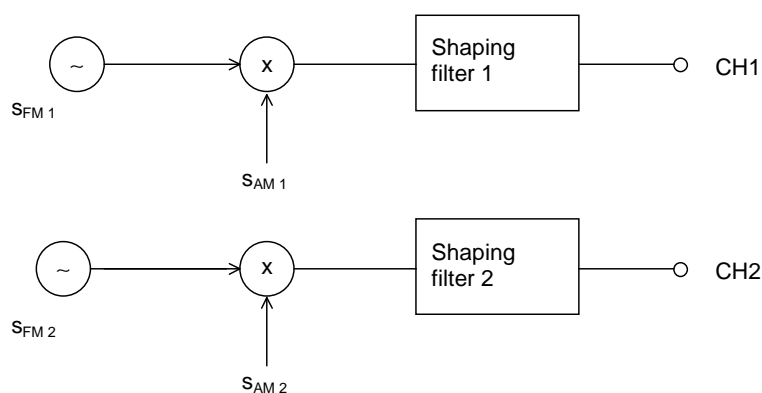 ~
x
Shaping
filter 1
CH1
sFM 1
sAM 1
~
x
Shaping
filter 2
CH2
sFM 2
sAM 2